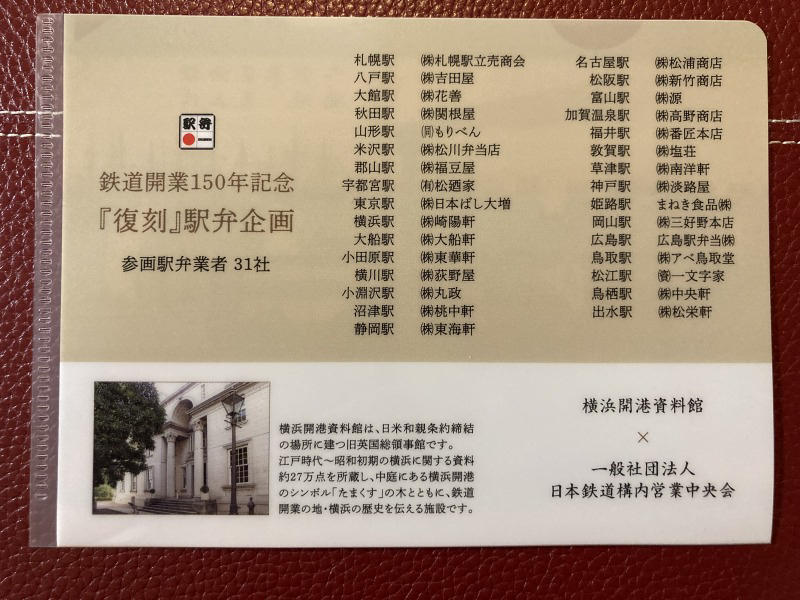 駅弁
鉄道開業150年記念
『復刻』駅弁企画
参画駅弁業者 31社
札幌駅 ㈱札幌駅立売商会
八戸駅 ㈱吉田屋
大館駅 ㈱花善
秋田駅 ㈱関根屋
山形駅 ㈲もりべん
米沢駅 ㈱松川弁当店
郡山駅 ㈱福豆屋
宇都宮駅 ㈲松廼家
東京駅 ㈱日本ばし大増
横浜駅 ㈱崎陽軒
大船駅 ㈱大船軒
小田原駅 ㈱東華軒
横川駅 ㈱荻野屋
小淵沢駅 ㈱丸政
沼津駅 ㈱桃中軒
静岡駅 ㈱東海軒
名古屋駅 ㈱松浦商店
松阪駅 ㈱新竹商店
富山駅 ㈱源
加賀温泉駅 ㈱高野商店
福井駅 ㈱番匠本店
敦賀駅 ㈱塩荘
草津駅 ㈱南洋軒
神戸駅 ㈱淡路屋
姫路駅 まねき食品㈱
岡山駅 ㈱三好野本店
広島駅 広島駅弁当㈱
鳥取駅 ㈱アベ鳥取堂
松江駅 ㈾一文字家
鳥栖駅 ㈱中央軒
出水駅 ㈱松栄軒
横浜開港資料館は、日米和親条約締結
の場所に建つ旧英国総領事館です。
江戸時代〜昭和初期の横浜に関する資料
約27万点を所蔵し、中庭にある横浜開港
のシンボル「たまくす」の木とともに、鉄道
開業の地・横浜の歴史を伝える施設です。
横浜開港資料館
×
一般社団法人
日本鉄道構内営業中央会